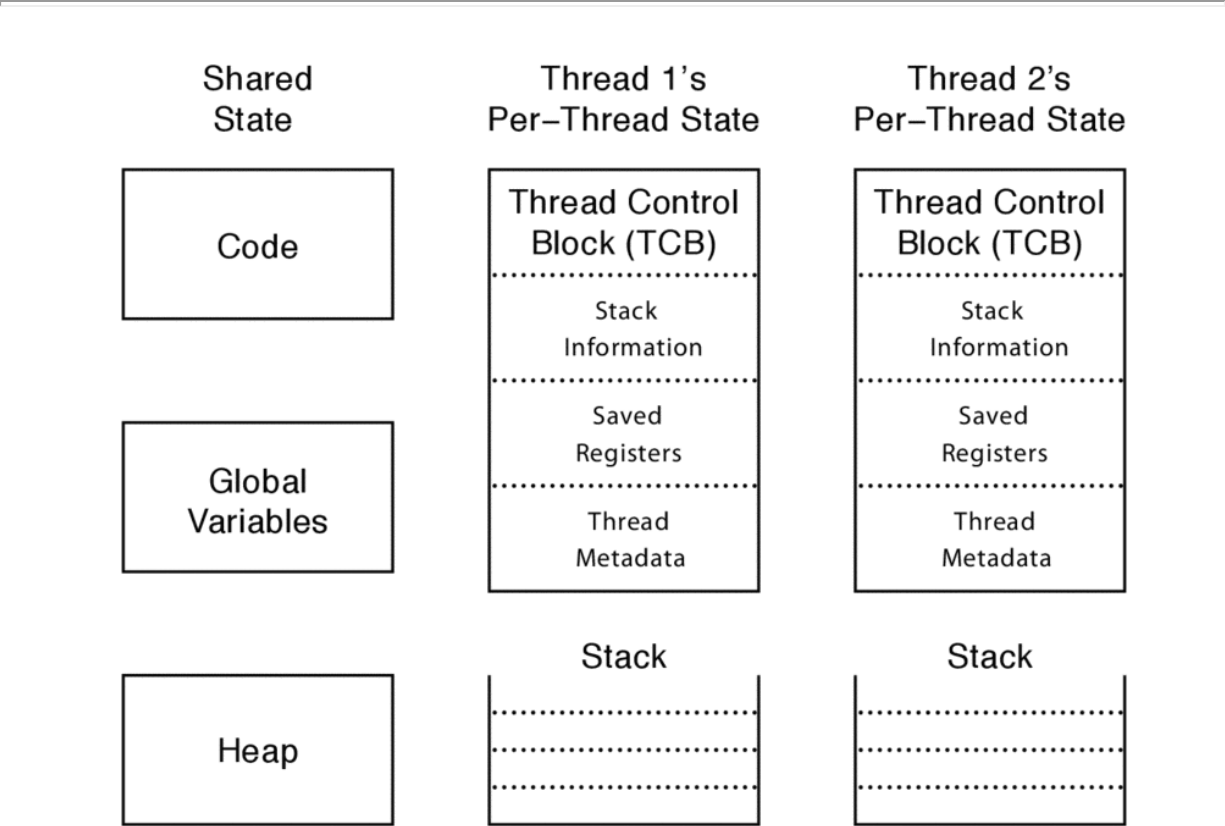 Shared
State
Code
Global
Variables
Heap
Thread 1’s
Per–Thread State
Thread Control
Block (TCB)
Stack
Information
Saved
Registers
Thread
Metadata
Stack
Thread 2’s
Per–Thread State
Thread Control
Block (TCB)
Stack
Information
Saved
Registers
Thread
Metadata
Stack